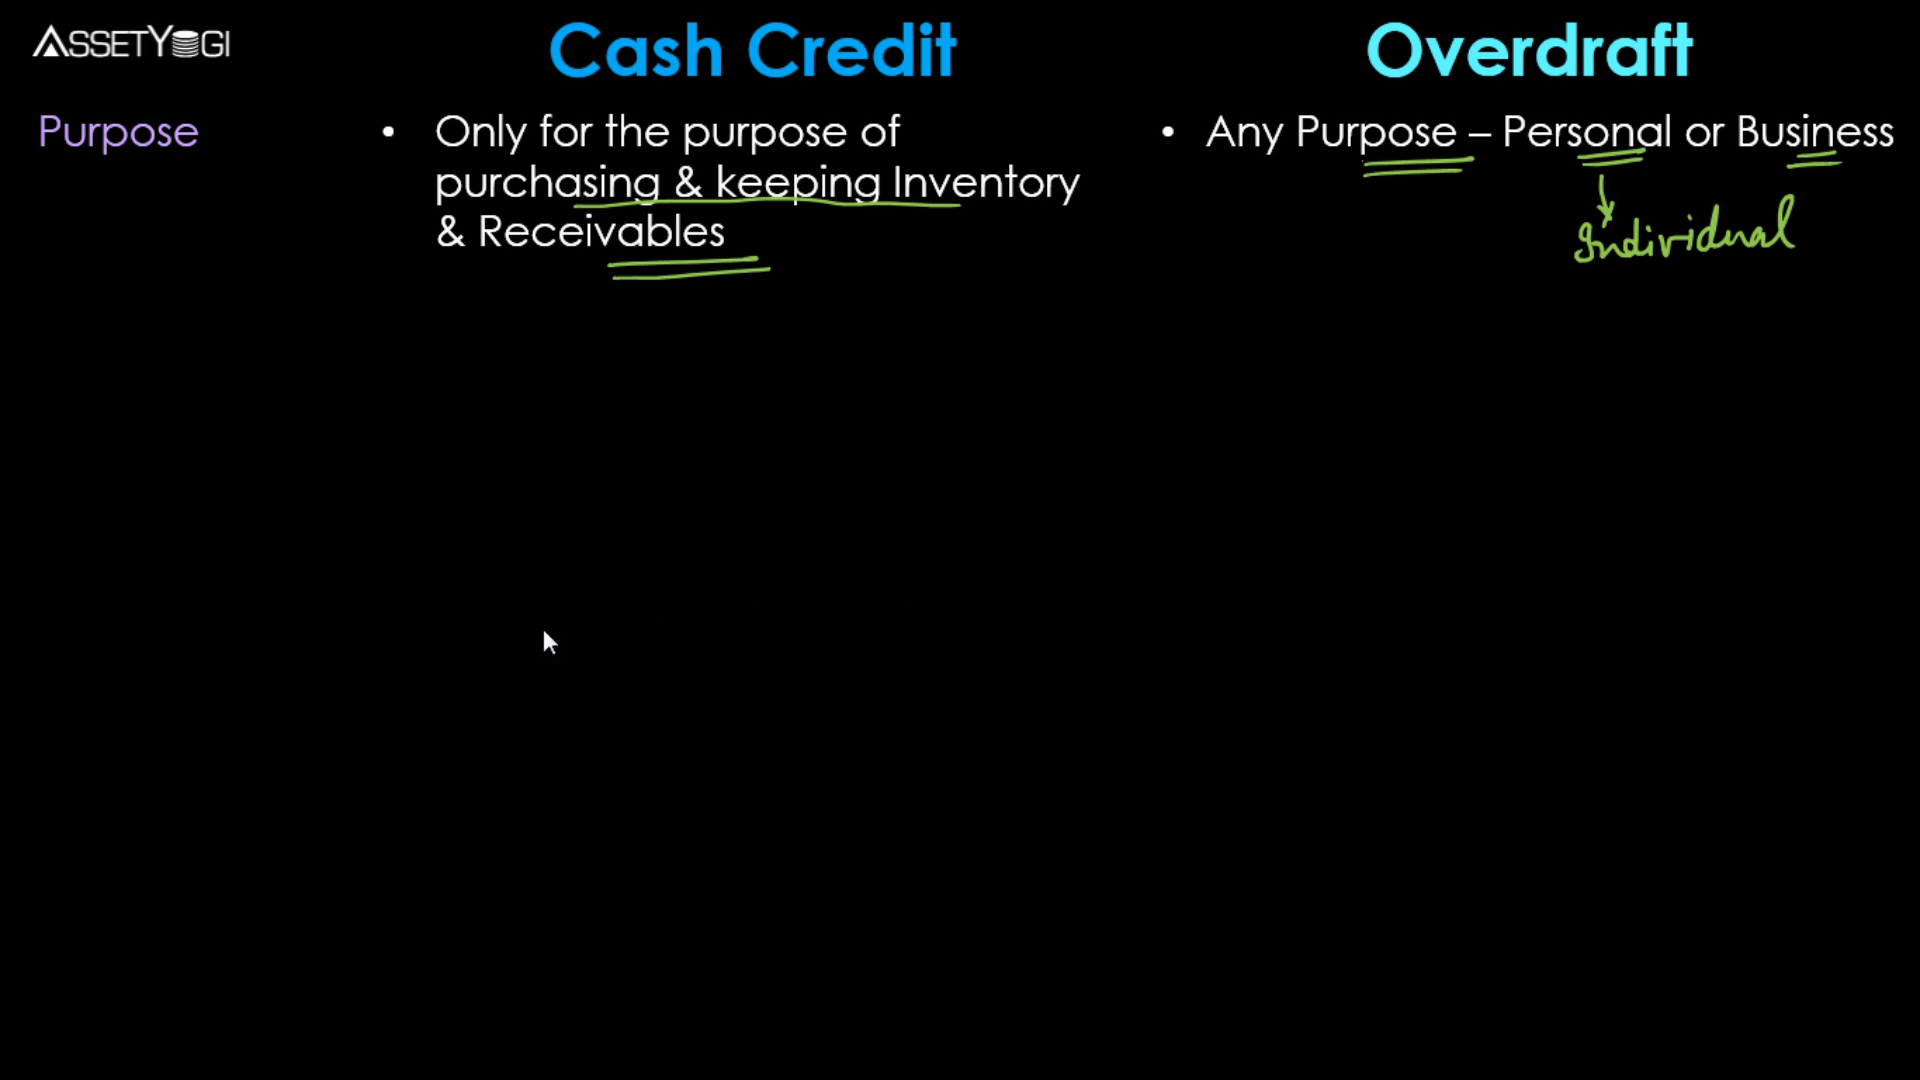 ASSETYOGI
Cash Credit
Overdraft
Purpose
• Only for the purpose of
purchasing & keeping Inventory
& Receivables
• Any Purpose – Personal or Business
Individual